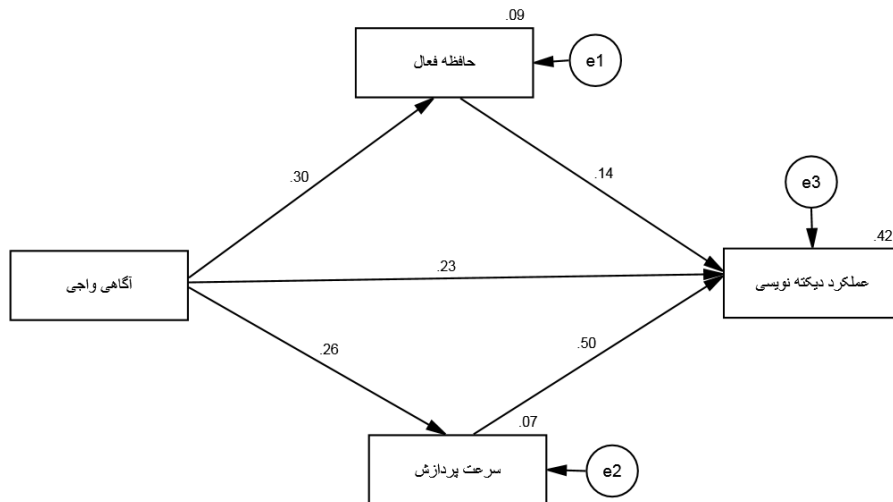 .09
حافظه فعال
e1
.30
.14
e3
.42
آگاهی واجی
.23
عملکرد دیکته نویسی
.26
.50
.07
سرعت پردازش
e2